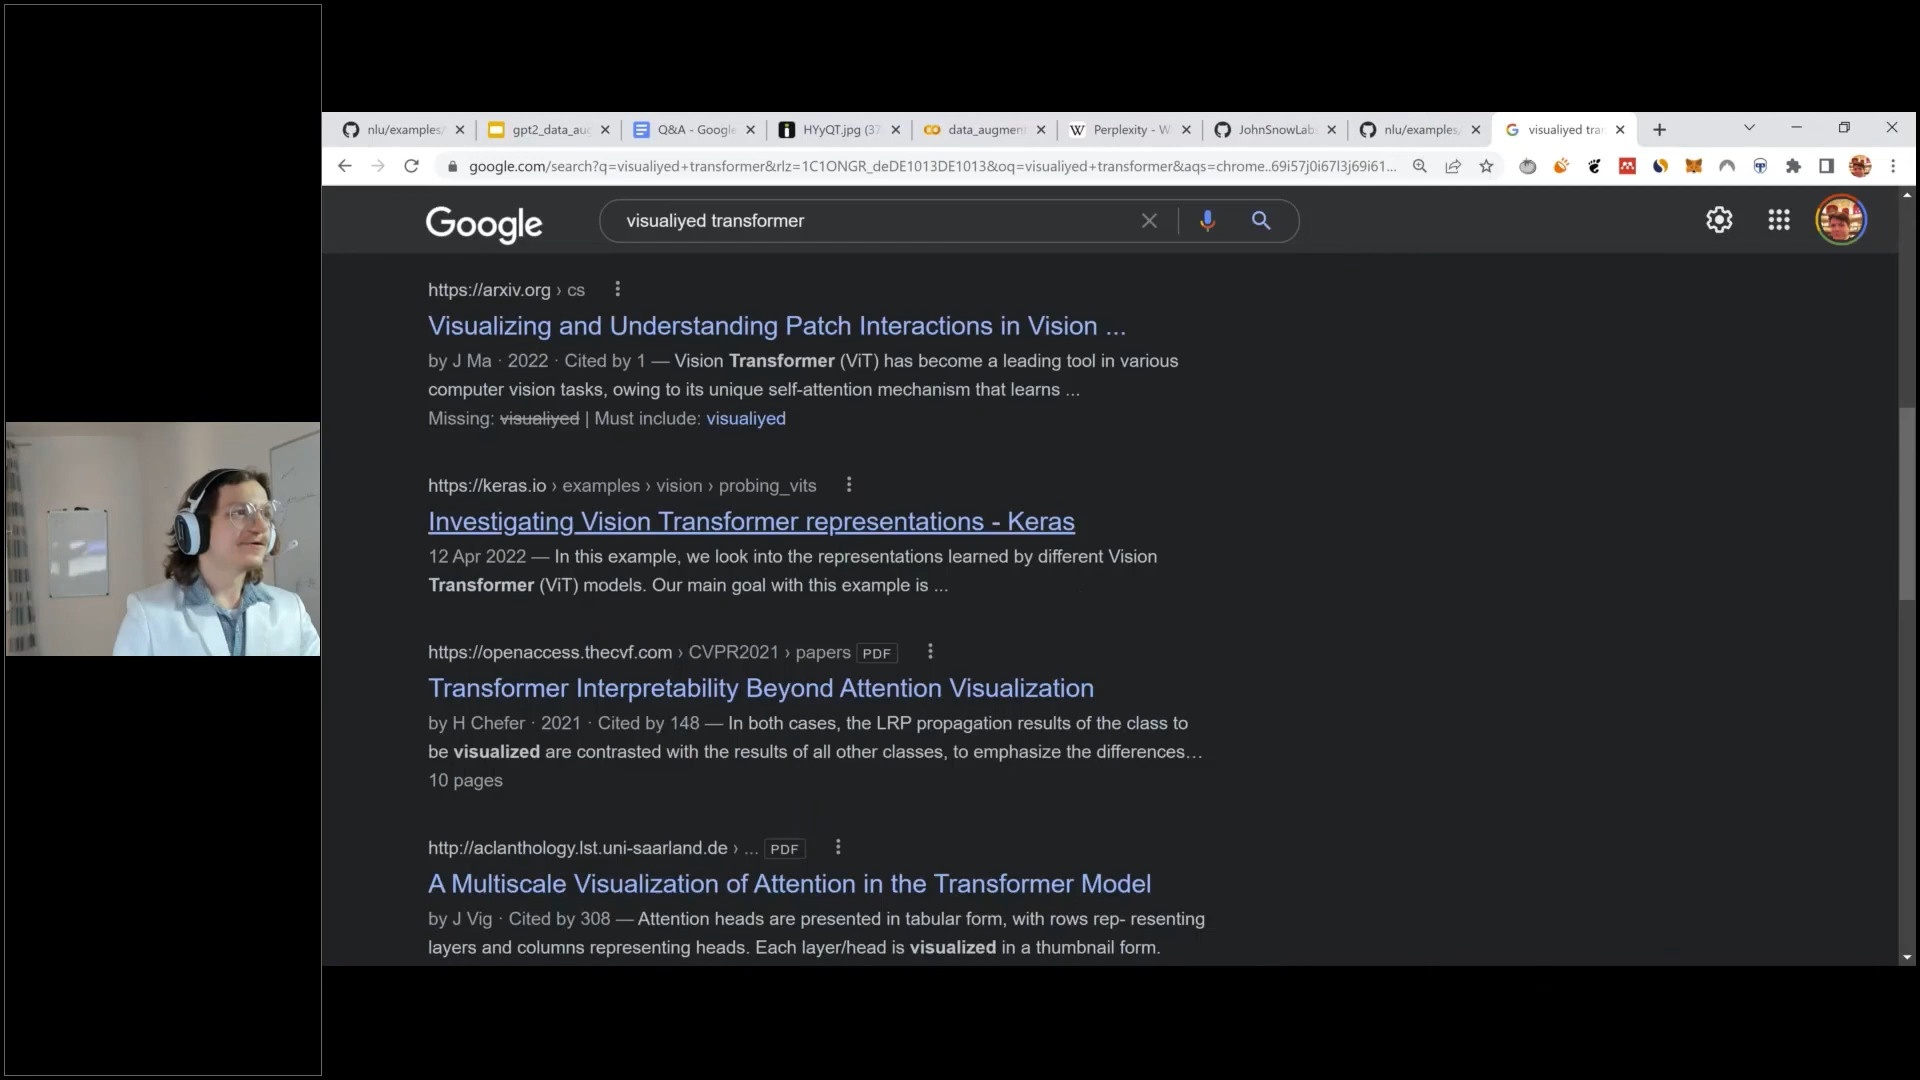 nlu/examples/
gpt2_data_au
Q&A - Google
HYyQT.jpg (37
data_augmen
Perplexity - W
JohnSnowLab
nlu/examples/
visualiyed tran
google.com/search?q=visualiyed+transformer&rlz=1C1ONGR_deDE1013DE1013&oq=visualiyed+transformer&aqs=chrome..69i57j0i67l3j69i61...
Google
visualiyed transformer
https://arxiv.org › cs
Visualizing and Understanding Patch Interactions in Vision ...
by J Ma · 2022 · Cited by 1 — Vision Transformer (ViT) has become a leading tool in various
computer vision tasks, owing to its unique self-attention mechanism that learns ...
Missing: visualiyed | Must include: visualiyed
https://keras.io › examples › vision › probing_vits
Investigating Vision Transformer representations - Keras
12 Apr 2022 — In this example, we look into the representations learned by different Vision
Transformer (ViT) models. Our main goal with this example is ...
https://openaccess.thecvf.com › CVPR2021 › papers PDF
Transformer Interpretability Beyond Attention Visualization
by H Chefer · 2021 · Cited by 148 — In both cases, the LRP propagation results of the class to
be visualized are contrasted with the results of all other classes, to emphasize the differences...
10 pages
http://aclanthology.lst.uni-saarland.de › ... PDF
A Multiscale Visualization of Attention in the Transformer Model
by J Vig · Cited by 308 — Attention heads are presented in tabular form, with rows rep- resenting
layers and columns representing heads. Each layer/head is visualized in a thumbnail form.